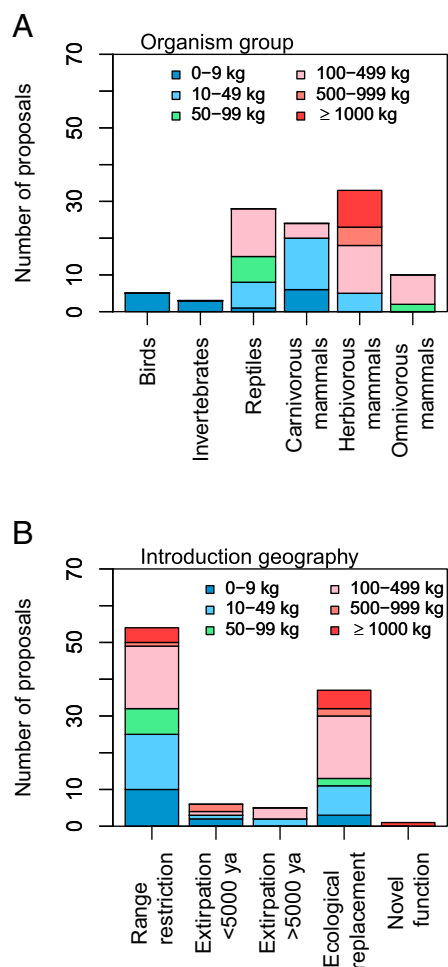 A
Organism group
0–9 kg
10–49 kg
50–99 kg
100–499 kg
500–999 kg
≥ 1000 kg
Number of proposals
70
50
30
10
0
Birds
Invertebrates
Reptiles
Carnivorous
mammals
Herbivorous
mammals
Omnivorous
mammals
B
Introduction geography
0–9 kg
10–49 kg
50–99 kg
100–499 kg
500–999 kg
≥ 1000 kg
Number of proposals
70
50
30
10
0
Range
restriction
Extirpation
<5000 ya
Extirpation
>5000 ya
Ecological
replacement
Novel
function